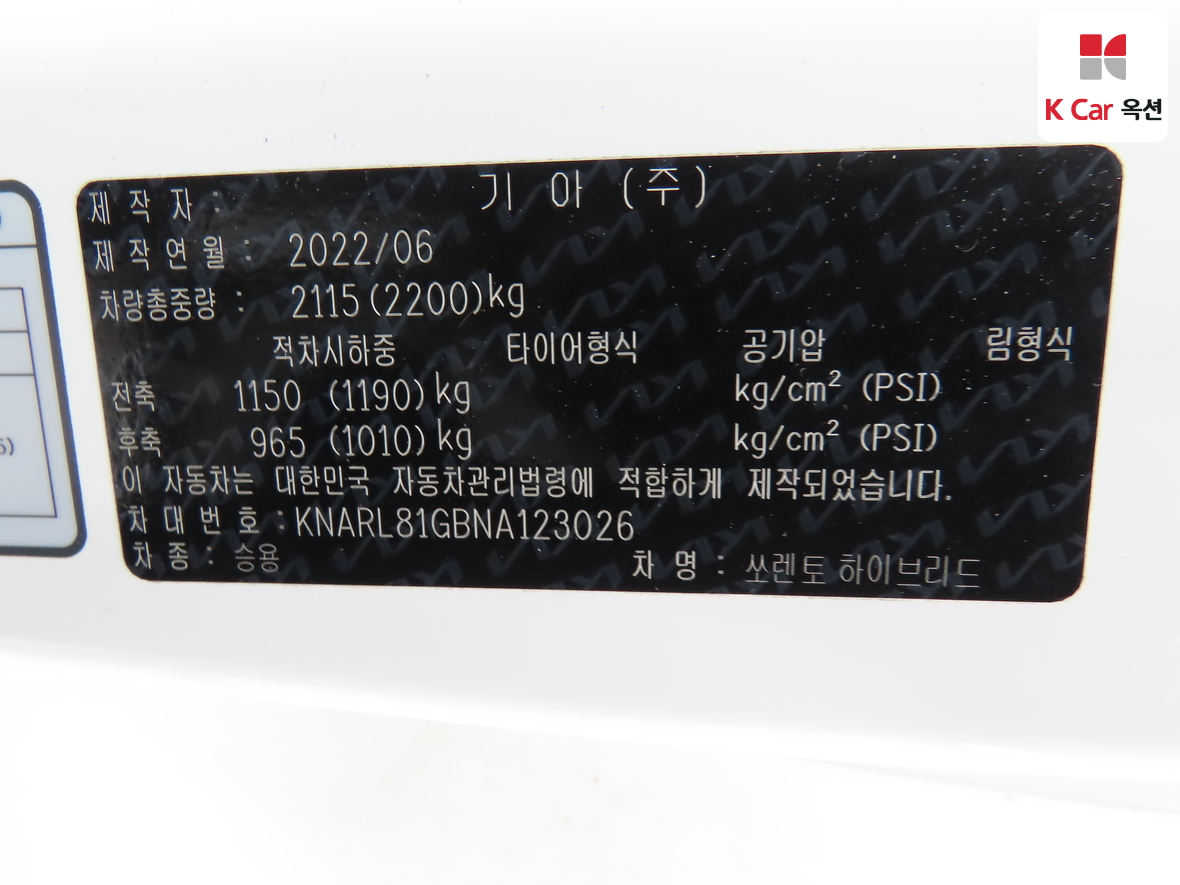 K Car 옥션
제 작 자 : 기 아 (주)
제 작 연 월 : 2022/06
차량총중량 : 2115 (2200)kg
적차시하중 타이어형식 공기압 림형식
전축 1150 (1190)kg kg/cm² (PSI)
후축 965 (1010)kg kg/cm² (PSI)
이 자동차는 대한민국 자동차관리법령에 적합하게 제작되었습니다.
차 대 번 호 : KNARL81GBNA123026
차 종 : 승용 차 명 : 쏘렌토 하이브리드